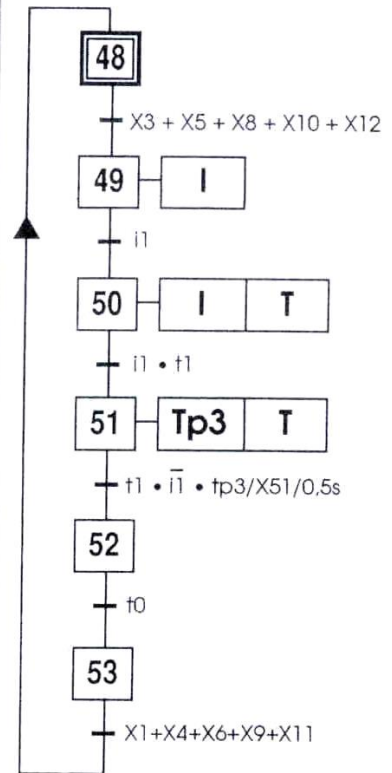 48
X3 + X5 + X8 + X10 + X12
49 I
i1
50 I T
i1 • t1
51 Tp3 T
t1 • i̅1̅ • tp3/X51/0,5s
52
t0
53
X1+X4+X6+X9+X11